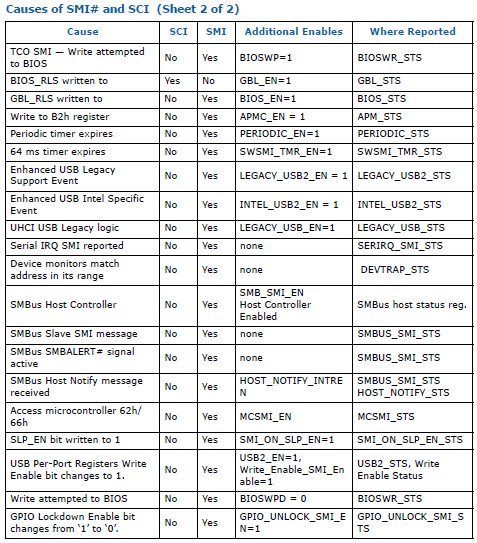 Causes of SMI# and SCI (Sheet 2 of 2)
Cause SCI SMI Additional Enables Where Reported
TCO SMI — Write attempted
to BIOS No Yes BIOSWP=1 BIOSWR_STS
BIOS_RLS written to Yes No GBL_EN=1 GBL_STS
GBL_RLS written to No Yes BIOS_EN=1 BIOS_STS
Write to B2h register No Yes APMC_EN = 1 APM_STS
Periodic timer expires No Yes PERIODIC_EN=1 PERIODIC_STS
64 ms timer expires No Yes SWSMI_TMR_EN=1 SWSMI_TMR_STS
Enhanced USB Legacy
Support Event No Yes LEGACY_USB2_EN = 1 LEGACY_USB2_STS
Enhanced USB Intel Specific
Event No Yes INTEL_USB2_EN = 1 INTEL_USB2_STS
UHCI USB Legacy logic No Yes LEGACY_USB_EN=1 LEGACY_USB_STS
Serial IRQ SMI reported No Yes none SERIRQ_SMI_STS
Device monitors match
address in its range No Yes none DEVTRAP_STS
SMBus Host Controller No Yes SMB_SMI_EN
Host Controller
Enabled SMBus host status reg.
SMBus Slave SMI message No Yes none SMBUS_SMI_STS
SMBus SMBALERT# signal
active No Yes none SMBUS_SMI_STS
SMBus Host Notify message
received No Yes HOST_NOTIFY_INTRE
N SMBUS_SMI_STS
HOST_NOTIFY_STS
Access microcontroller 62h/
66h No Yes MCSMI_EN MCSMI_STS
SLP_EN bit written to 1 No Yes SMI_ON_SLP_EN=1 SMI_ON_SLP_EN_STS
USB Per-Port Registers Write
Enable bit changes to 1. No Yes USB2_EN=1,
Write_Enable_SMI_En
able=1 USB2_STS, Write
Enable Status
Write attempted to BIOS No Yes BIOSWPD = 0 BIOSWR_STS
GPIO Lockdown Enable bit
changes from ‘1’ to ‘0’. No Yes GPIO_UNLOCK_SMI_E
N=1 GPIO_UNLOCK_SMI_S
TS